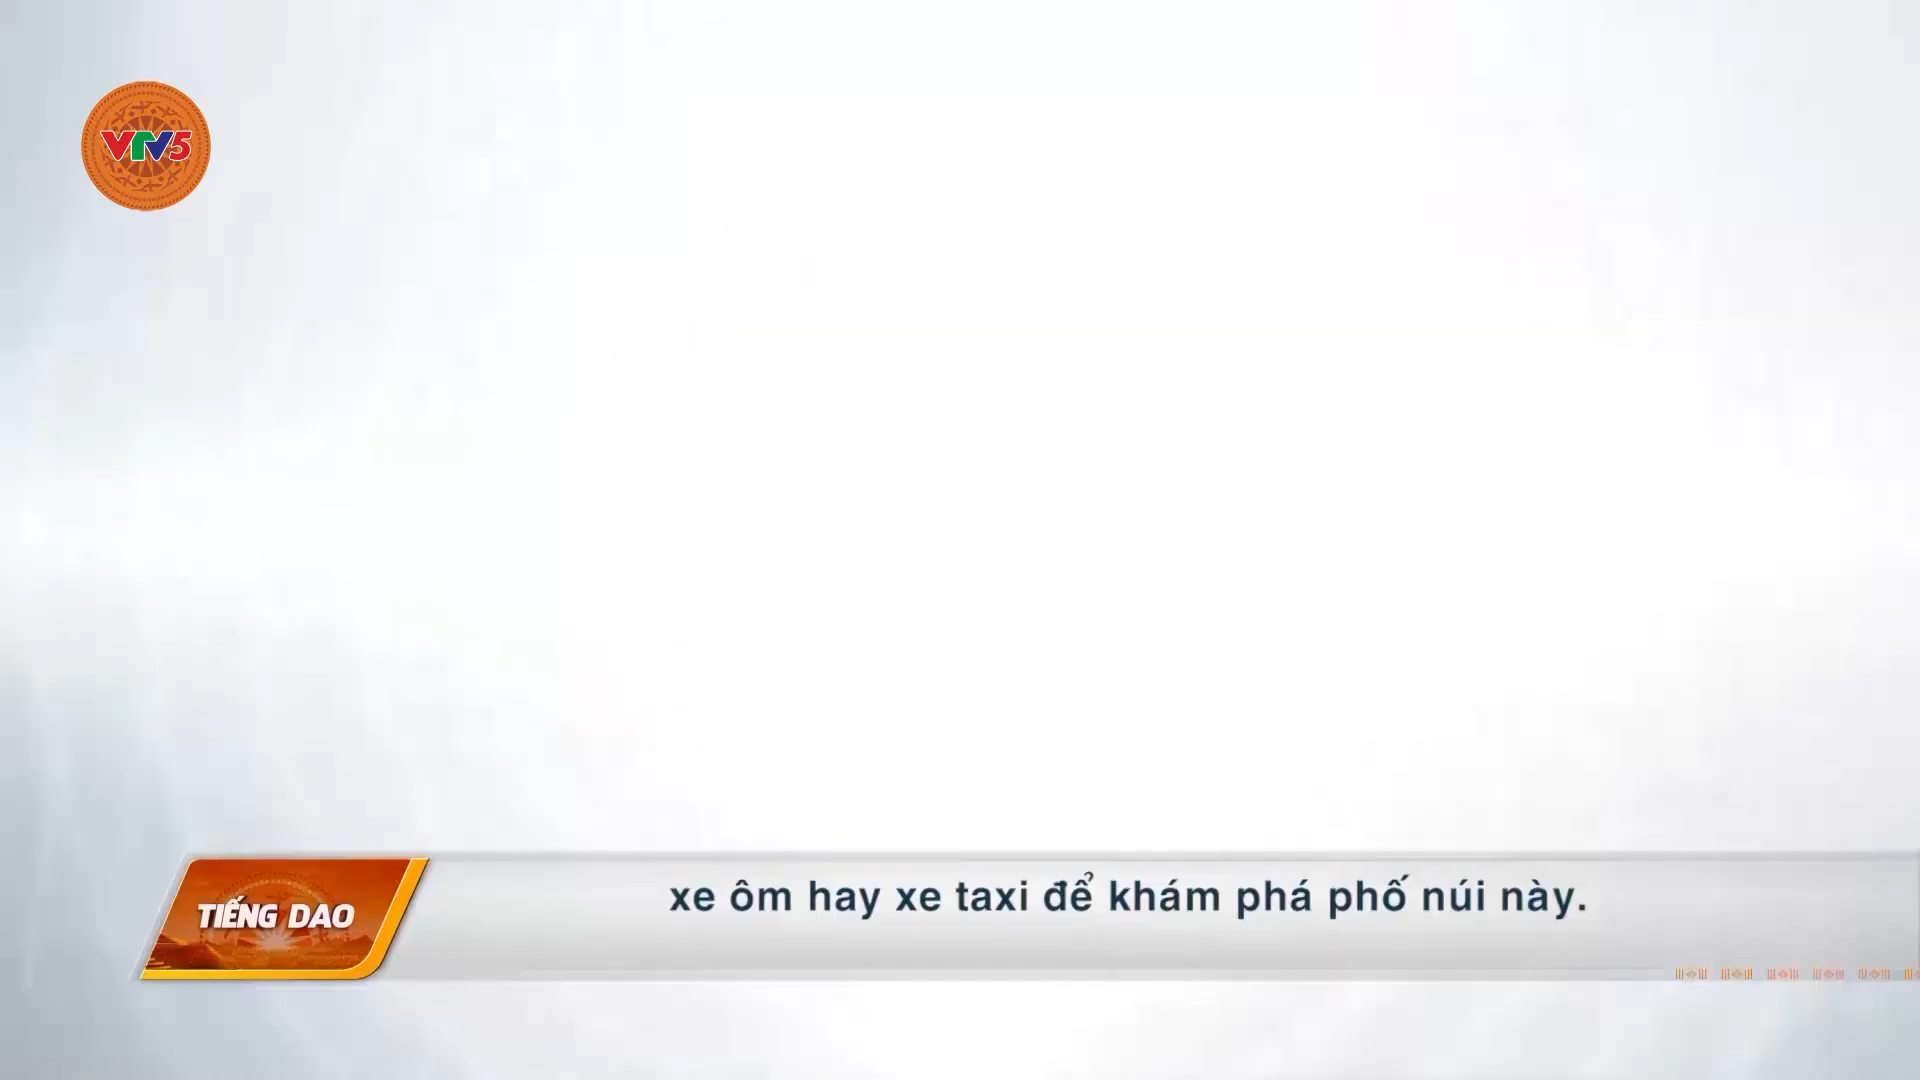 VTV5
TIẾNG DAO
xe ôm hay xe taxi để khám phá phố núi này.